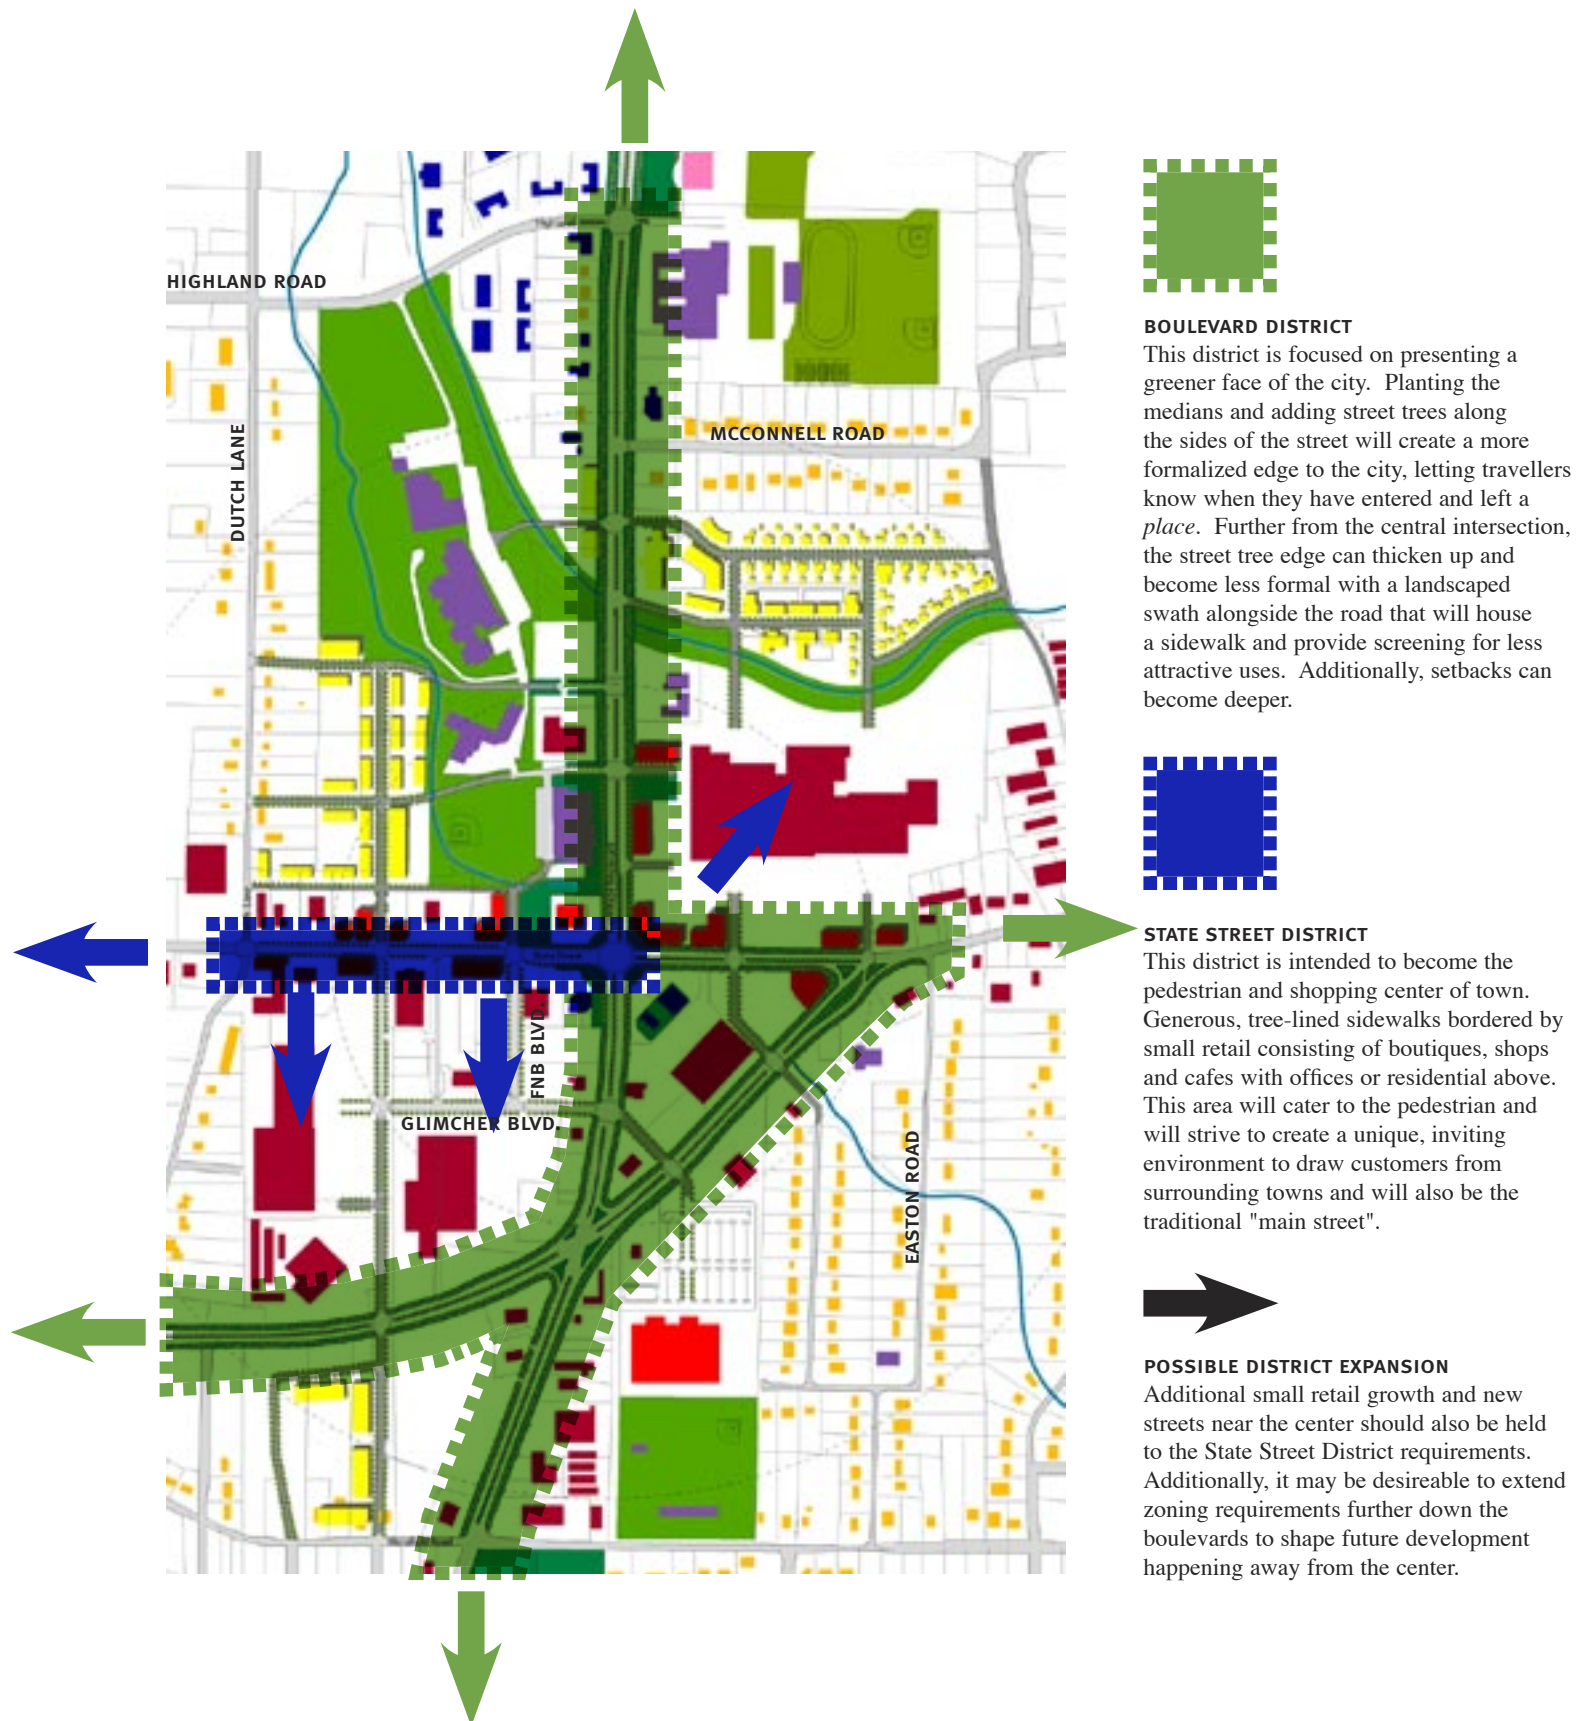 HIGHLAND ROAD
DUTCH LANE
MCCONNELL ROAD
FNB BLVD.
GLIMCHER BLVD.
EASTON ROAD
BOULEVARD DISTRICT
This district is focused on presenting a
greener face of the city.  Planting the
medians and adding street trees along
the sides of the street will create a more
formalized edge to the city, letting travellers
know when they have entered and left a
place.  Further from the central intersection,
the street tree edge can thicken up and
become less formal with a landscaped
swath alongside the road that will house
a sidewalk and provide screening for less
attractive uses.  Additionally, setbacks can
become deeper.
STATE STREET DISTRICT
This district is intended to become the
pedestrian and shopping center of town.
Generous, tree-lined sidewalks bordered by
small retail consisting of boutiques, shops
and cafes with offices or residential above.
This area will cater to the pedestrian and
will strive to create a unique, inviting
environment to draw customers from
surrounding towns and will also be the
traditional "main street".
POSSIBLE DISTRICT EXPANSION
Additional small retail growth and new
streets near the center should also be held
to the State Street District requirements.
Additionally, it may be desireable to extend
zoning requirements further down the
boulevards to shape future development
happening away from the center.